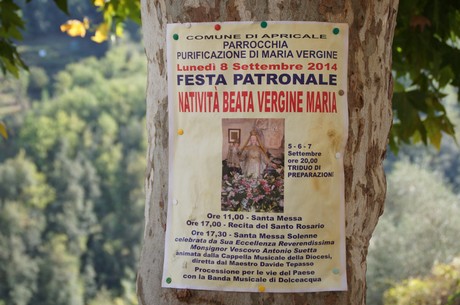 COMUNE DI APRICALE
PARROCCHIA
PURIFICAZIONE DI MARIA VERGINE
Lunedì 8 Settembre 2014
FESTA PATRONALE
NATIVITÀ BEATA VERGINE MARIA
5 - 6 - 7
Settembre
ore 20,00
TRIDUO DI
PREPARAZIONI
Ore 11,00 - Santa Messa
Ore 17,00 - Recita del Santo Rosario
Ore 17,30 - Santa Messa Solenne
celebrata da Sua Eccellenza Reverendissima
Monsignor Vescovo Antonio Suetta
animata dalla Cappella Musicale della Diocesi,
diretta dal Maestro Davide Tepasso
Processione per le vie del Paese
con la Banda Musicale di Dolceacqua